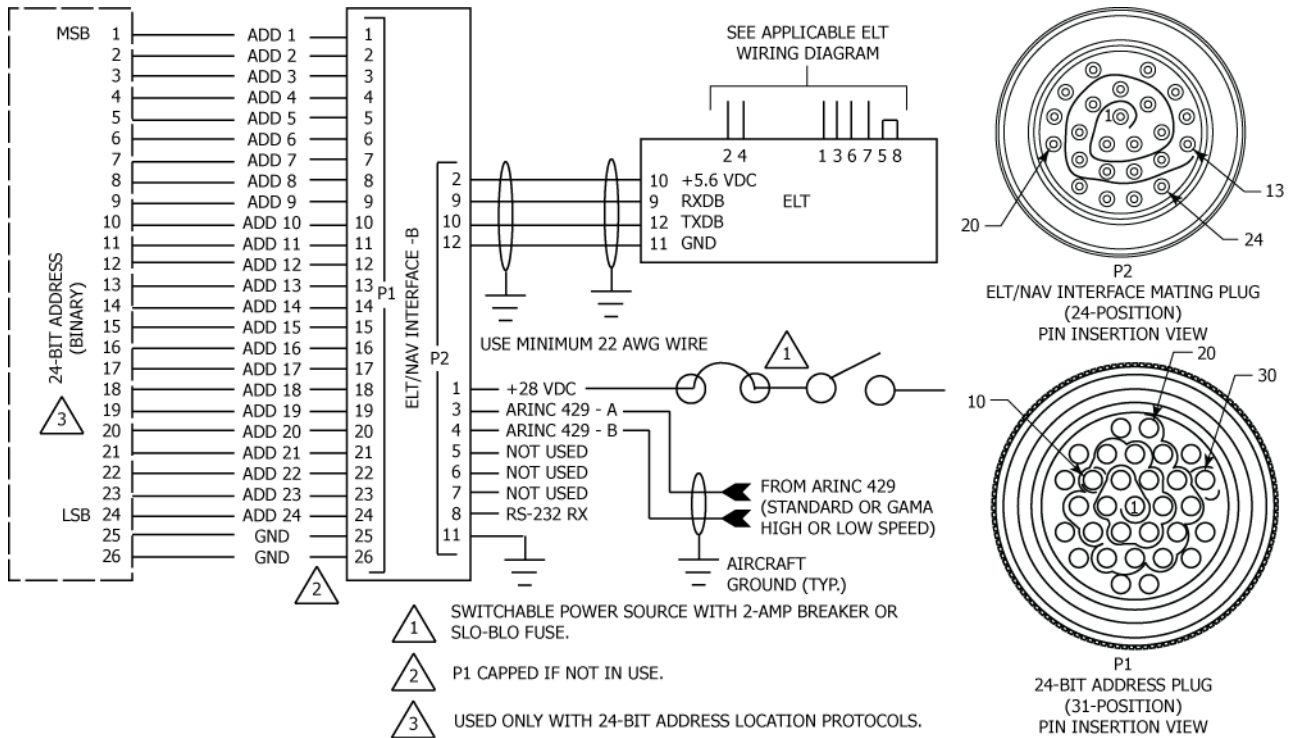 MSB 1 ADD 1 1
2 ADD 2 2
3 ADD 3 3
4 ADD 4 4
5 ADD 5 5
6 ADD 6 6
7 ADD 7 7
8 ADD 8 8
9 ADD 9 9
10 ADD 10 10
11 ADD 11 11
12 ADD 12 12
13 ADD 13 13
14 ADD 14 14
15 ADD 15 15
16 ADD 16 16
17 ADD 17 17
18 ADD 18 18
19 ADD 19 19
20 ADD 20 20
21 ADD 21 21
22 ADD 22 22
23 ADD 23 23
LSB 24 ADD 24 24
25 GND 25
26 GND 26
24-BIT ADDRESS
(BINARY)
3
2
P1
ELT/NAV INTERFACE -B
P2
2
9
10
12
SEE APPLICABLE ELT
WIRING DIAGRAM
2 4 1 3 6 7 5 8
10 +5.6 VDC
9 RXDB
12 TXDB
11 GND
ELT
USE MINIMUM 22 AWG WIRE
1
1 +28 VDC
3 ARINC 429 - A
4 ARINC 429 - B
5 NOT USED
6 NOT USED
7 NOT USED
8 RS-232 RX
11
FROM ARINC 429
(STANDARD OR GAMA
HIGH OR LOW SPEED)
AIRCRAFT
GROUND (TYP.)
1 SWITCHABLE POWER SOURCE WITH 2-AMP BREAKER OR
SLO-BLO FUSE.
2 P1 CAPPED IF NOT IN USE.
3 USED ONLY WITH 24-BIT ADDRESS LOCATION PROTOCOLS.
1
13
20
24
P2
ELT/NAV INTERFACE MATING PLUG
(24-POSITION)
PIN INSERTION VIEW
20
30
10
1
P1
24-BIT ADDRESS PLUG
(31-POSITION)
PIN INSERTION VIEW